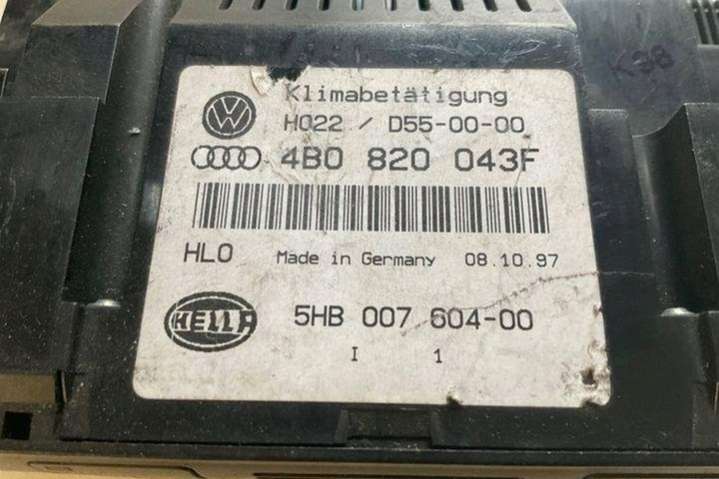 Klimabetätigung
H022 / D55-00-00
4B0 820 043F
HLO Made in Germany 08.10.97
HELLA 5HB 007 604-00
I 1
K38